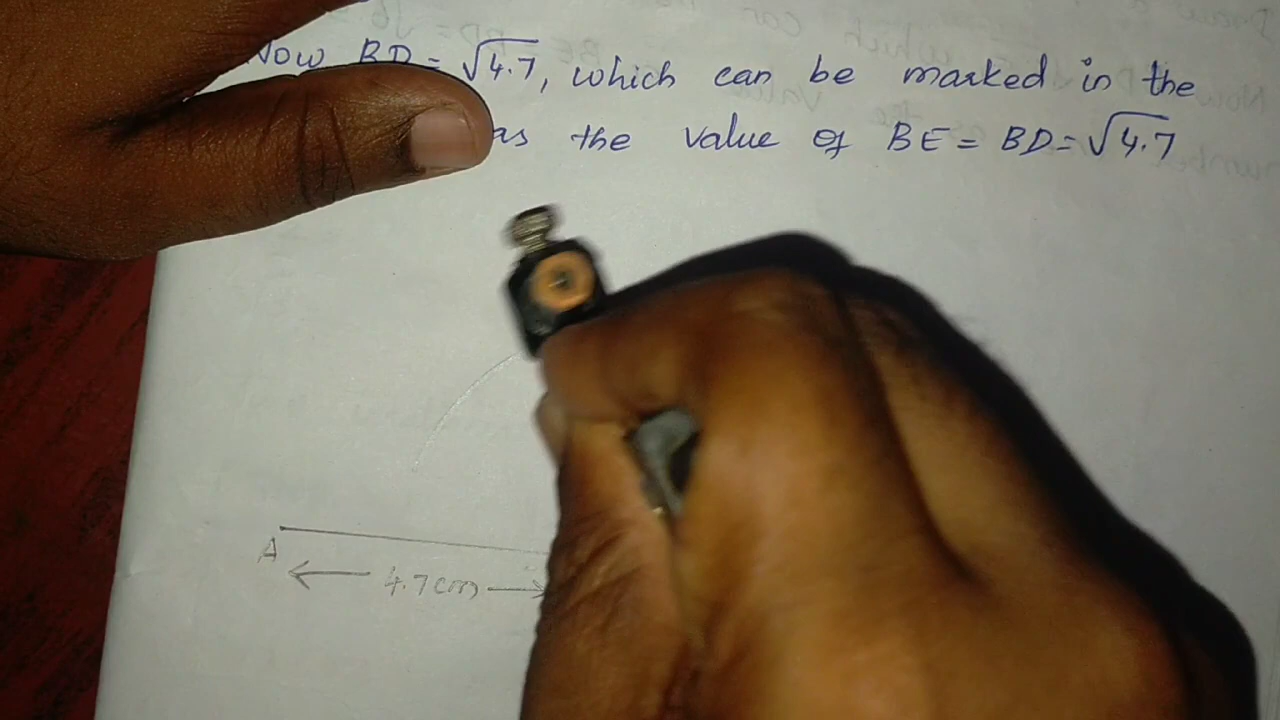 Now BD = √4.7, which can be marked in the
as the value of BE = BD = √4.7
A
4.7cm